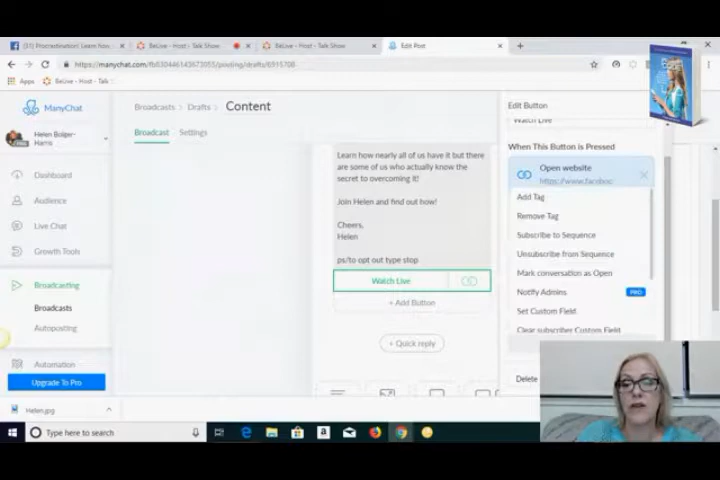 (1) Procrastination: Learn how
BeLive - Host - Talk Show
BeLive - Host - Talk Show
Edit Post
Apps
BeLive - Host - Talk
ManyChat
Broadcasts
Drafts
Content
Edit Button
Helen Bolger-
Harris
PRO
Broadcast
Settings
Watch Live
When This Button is Pressed
Dashboard
Audience
Live Chat
Growth Tools
Broadcasting
Broadcasts
Autoposting
Automation
Upgrade To Pro
Learn how nearly all of us have it but there
are some of us who actually know the
secret to overcoming it!
Join Helen and find out how!
Cheers,
Helen
ps/to opt out type stop
Watch Live
+ Add Button
+ Quick reply
Open website
Add Tag
Remove Tag
Subscribe to Sequence
Unsubscribe from Sequence
Mark conversation as Open
Notify Admins
PRO
Set Custom Field
Clear subscriber Custom Field
Delete
Helen.jpg
Type here to search